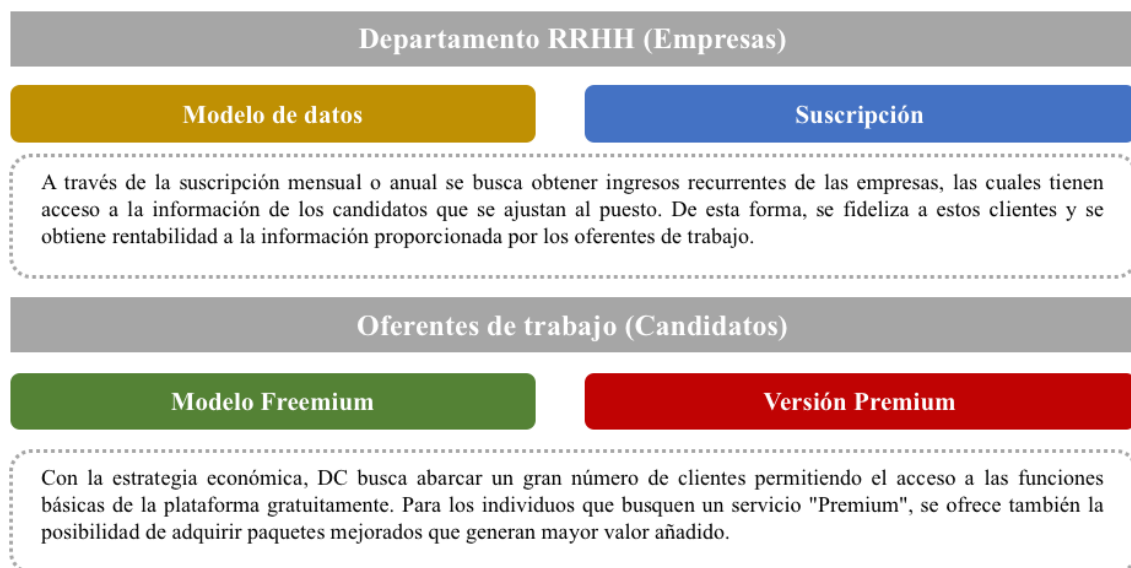 Departamento RRHH (Empresas)
Modelo de datos
Suscripción
A través de la suscripción mensual o anual se busca obtener ingresos recurrentes de las empresas, las cuales tienen
acceso a la información de los candidatos que se ajustan al puesto. De esta forma, se fideliza a estos clientes y se
obtiene rentabilidad a la información proporcionada por los oferentes de trabajo.
Oferentes de trabajo (Candidatos)
Modelo Freemium
Versión Premium
Con la estrategia económica, DC busca abarcar un gran número de clientes permitiendo el acceso a las funciones
básicas de la plataforma gratuitamente. Para los individuos que busquen un servicio "Premium", se ofrece también la
posibilidad de adquirir paquetes mejorados que generan mayor valor añadido.